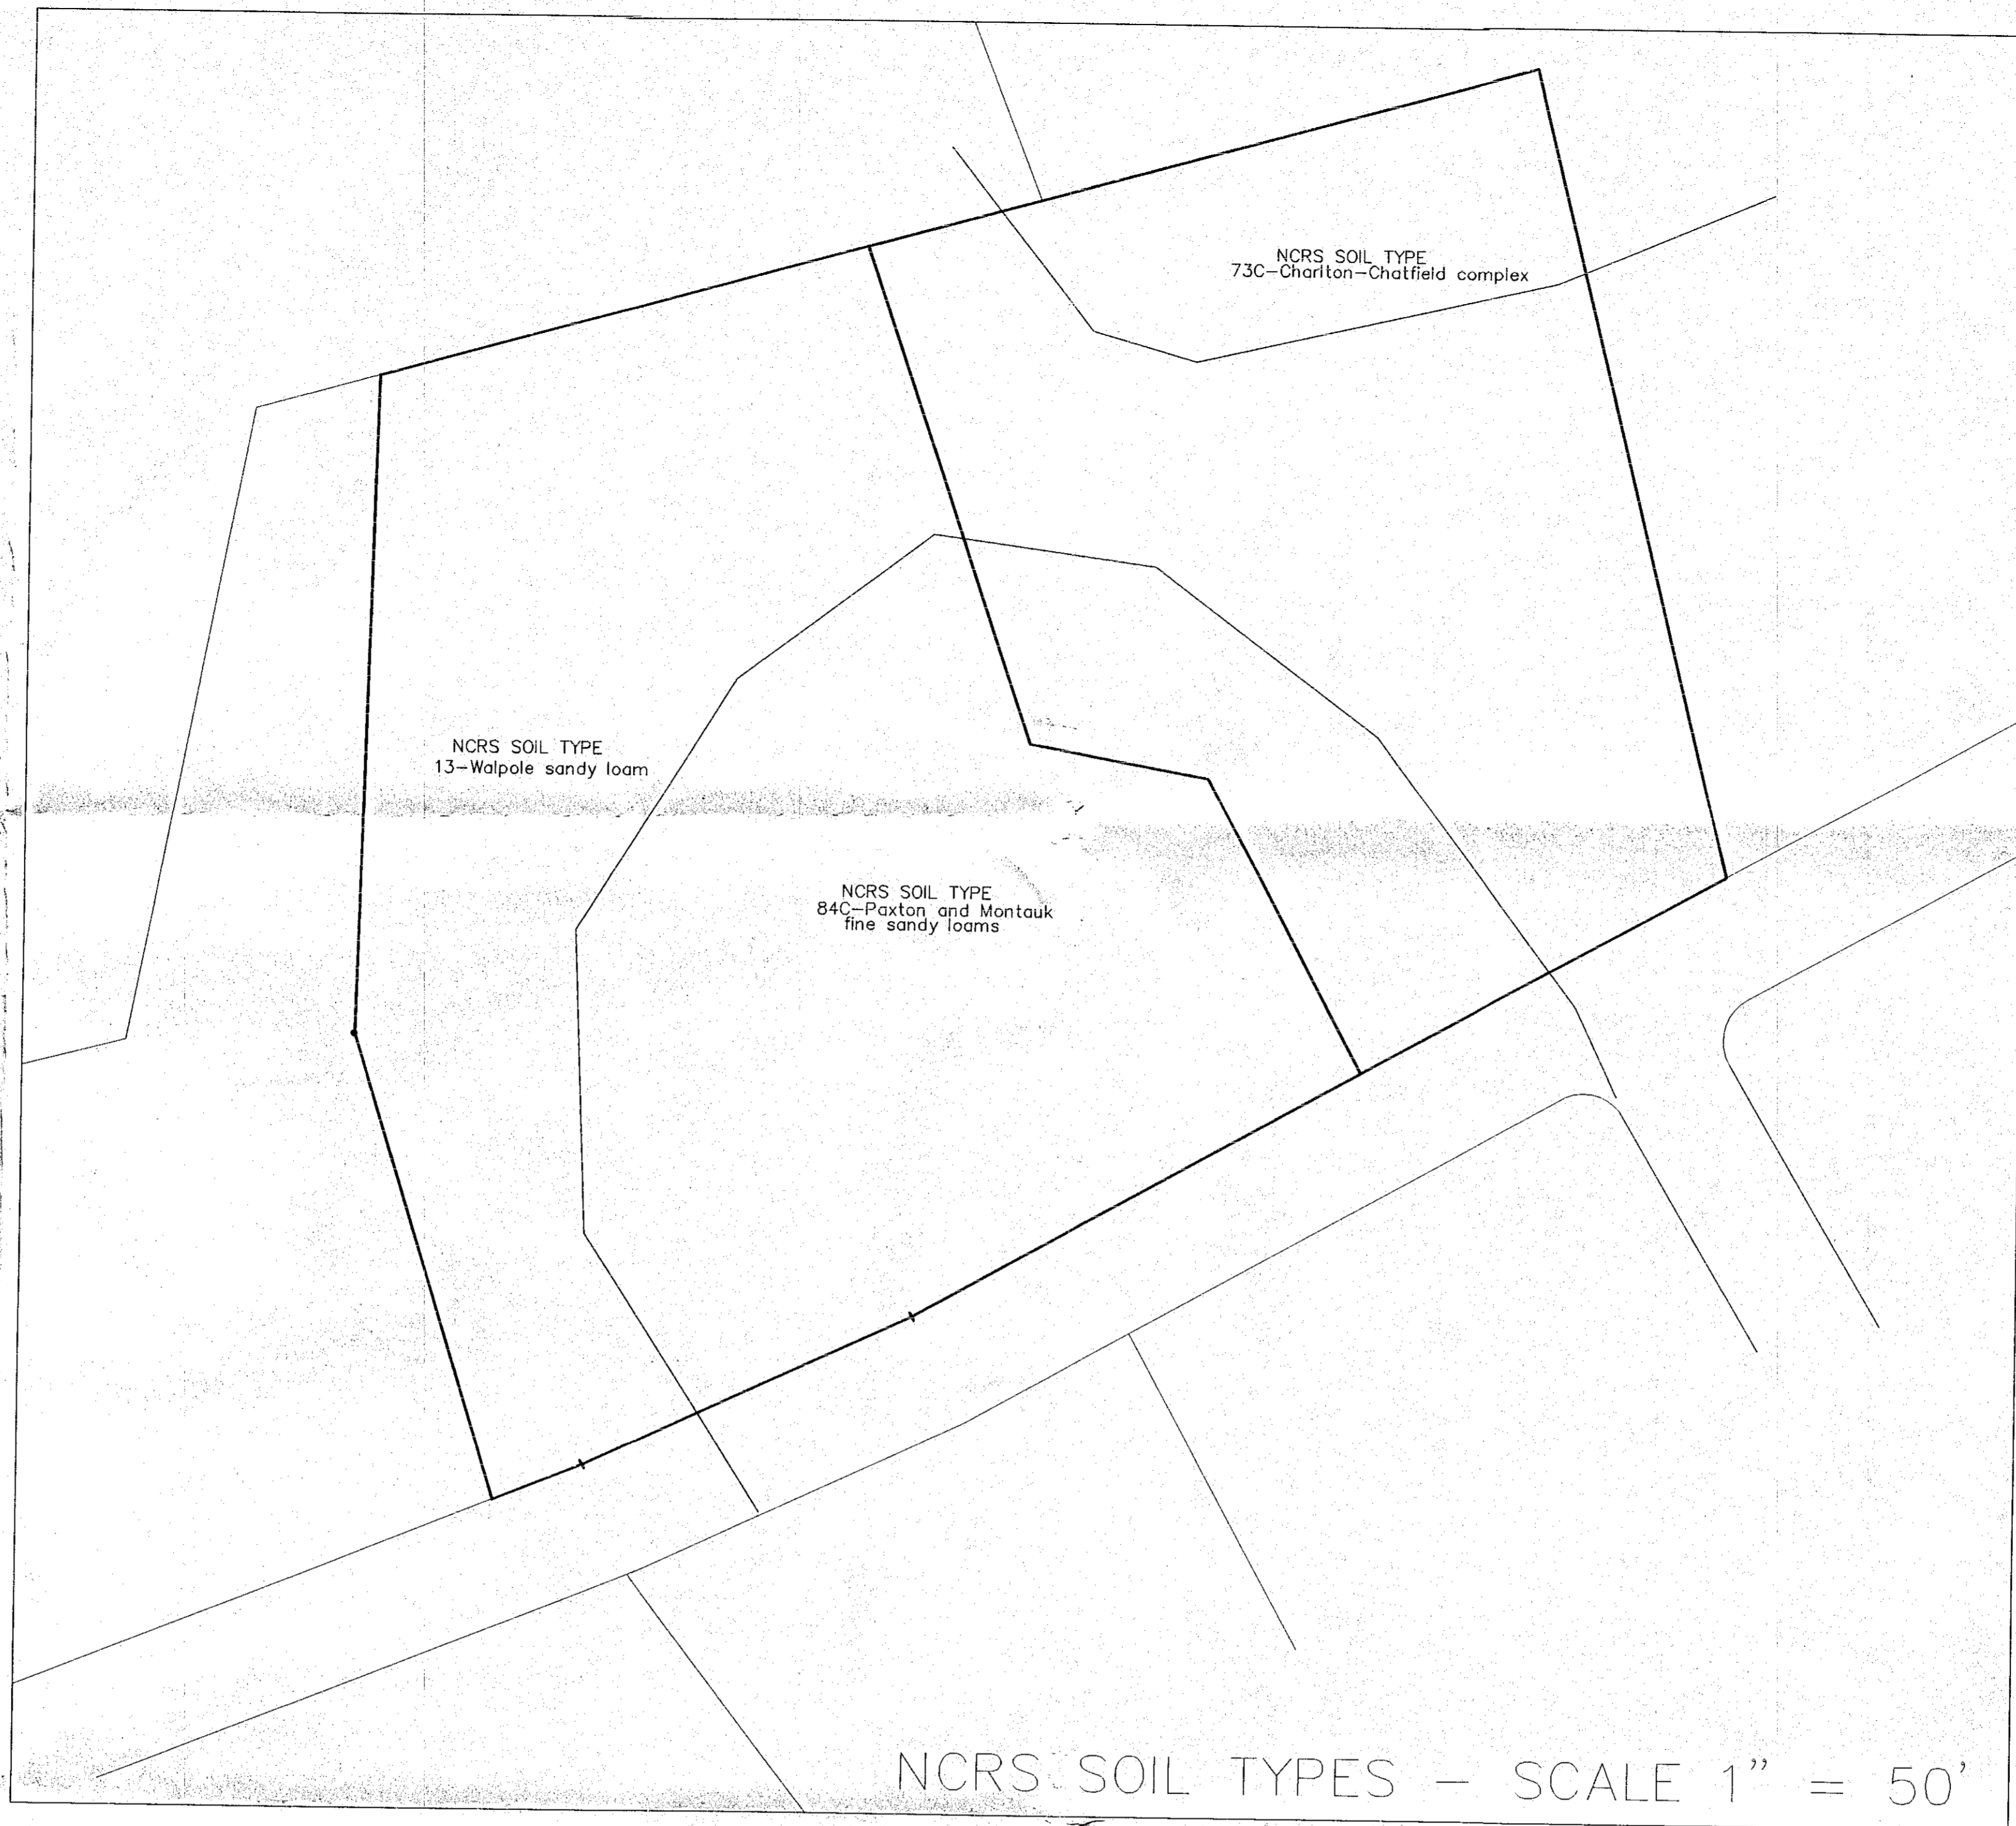 NCRS SOIL TYPE
73C-Charlton-Chatfield complex
NCRS SOIL TYPE
13-Walpole sandy loam
NCRS SOIL TYPE
84C-Paxton and Montauk
fine sandy loams
NCRS SOIL TYPES - SCALE 1" = 50'